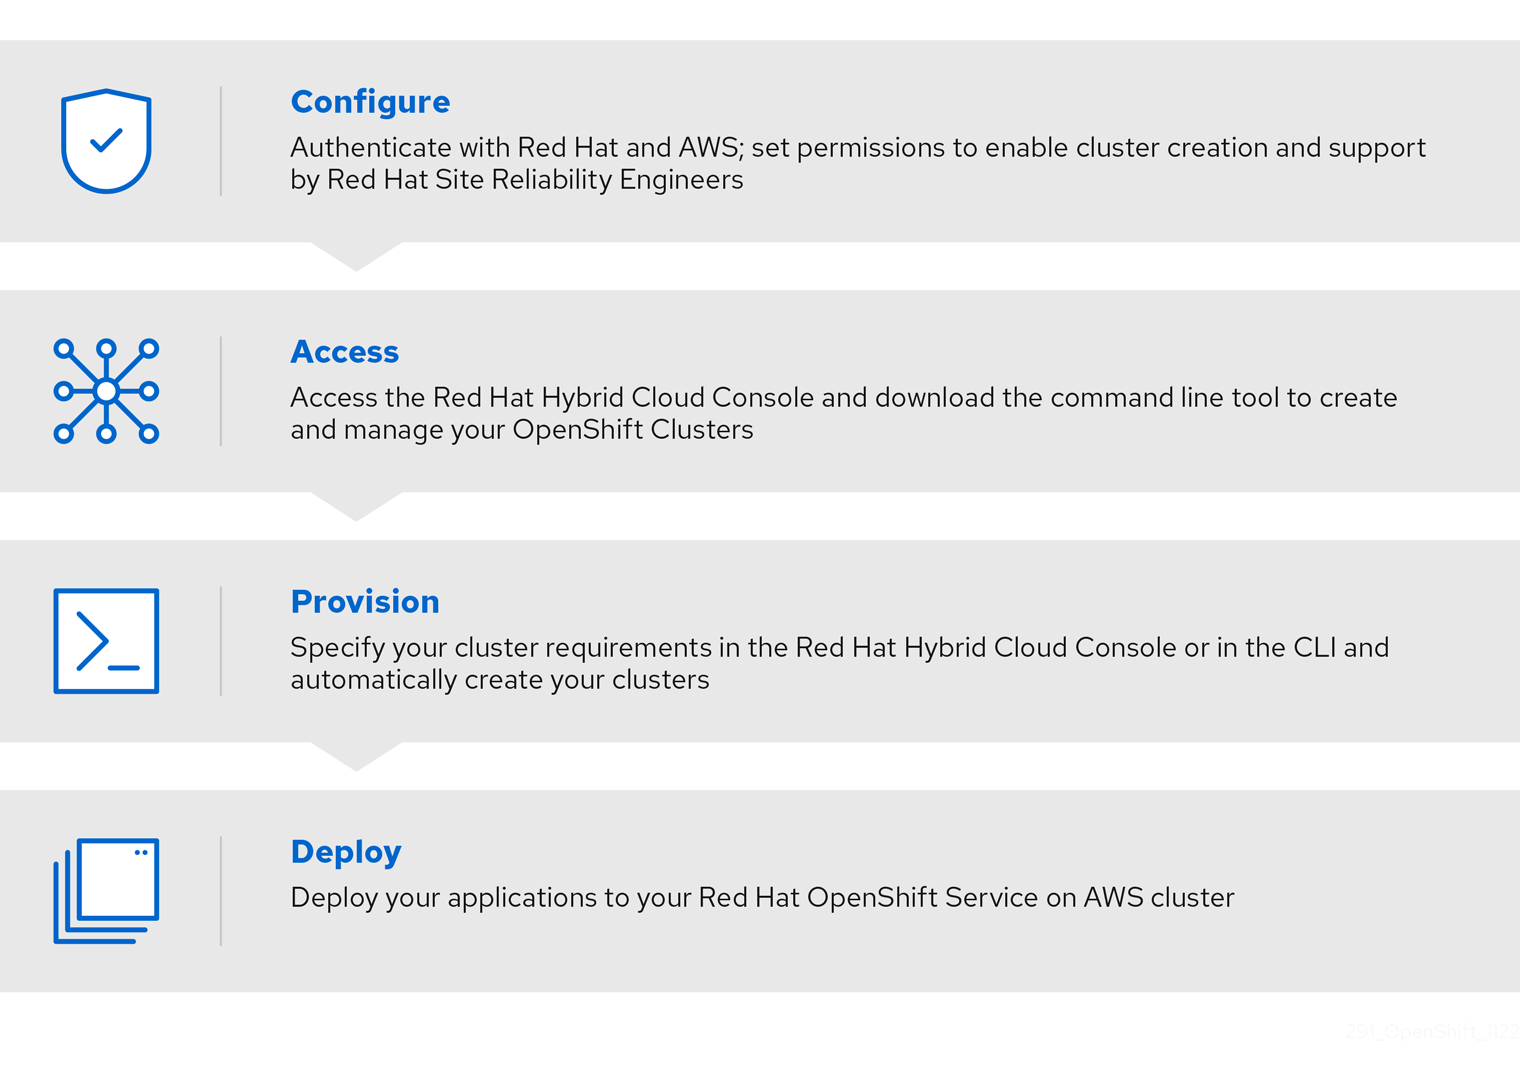 Configure
Authenticate with Red Hat and AWS; set permissions to enable cluster creation and support
by Red Hat Site Reliability Engineers
Access
Access the Red Hat Hybrid Cloud Console and download the command line tool to create
and manage your OpenShift Clusters
Provision
Specify your cluster requirements in the Red Hat Hybrid Cloud Console or in the CLI and
automatically create your clusters
Deploy
Deploy your applications to your Red Hat OpenShift Service on AWS cluster
291_OpenShift_1122